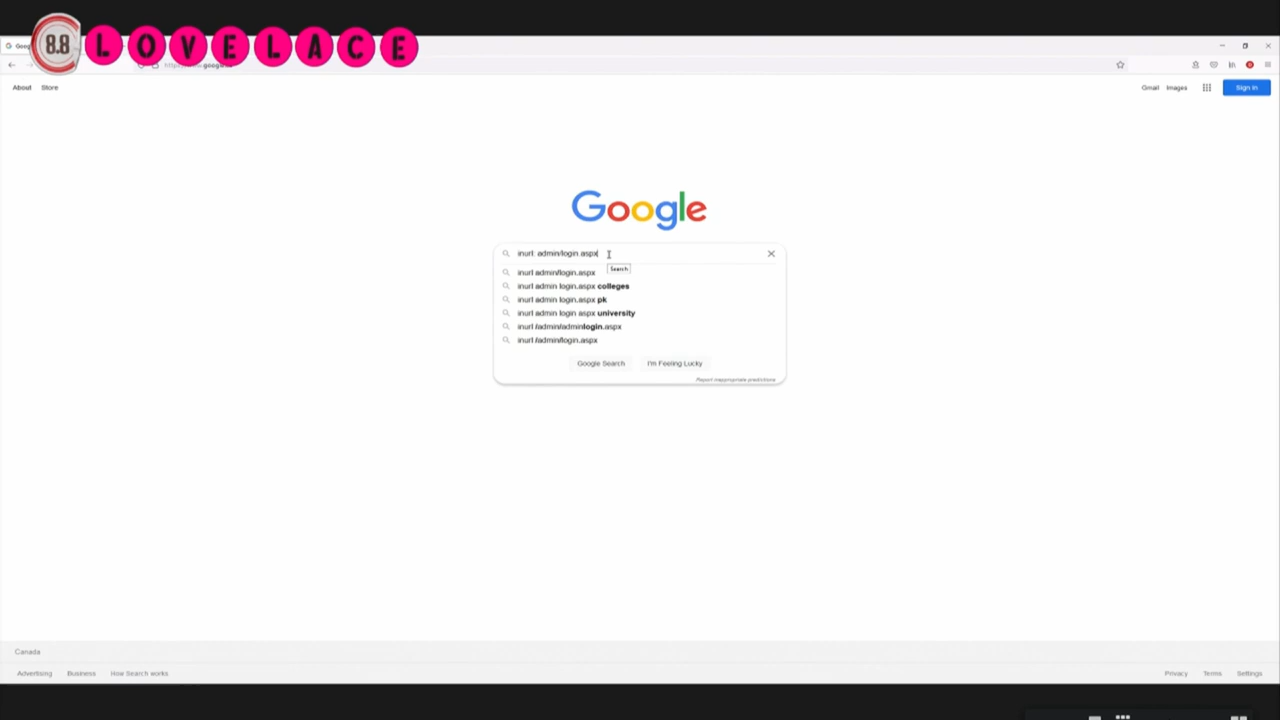 8.8 LOVELACE
About Store
Gmail Images Sign in
Google
inurl: admin/login.aspx
Search
inurl admin/login.aspx
inurl admin login.aspx colleges
inurl admin login.aspx pk
inurl admin login aspx university
inurl /admin/adminlogin.aspx
inurl /admin/login.aspx
Google Search I'm Feeling Lucky
Report inappropriate predictions
Canada
Advertising Business How Search works
Privacy Terms Settings